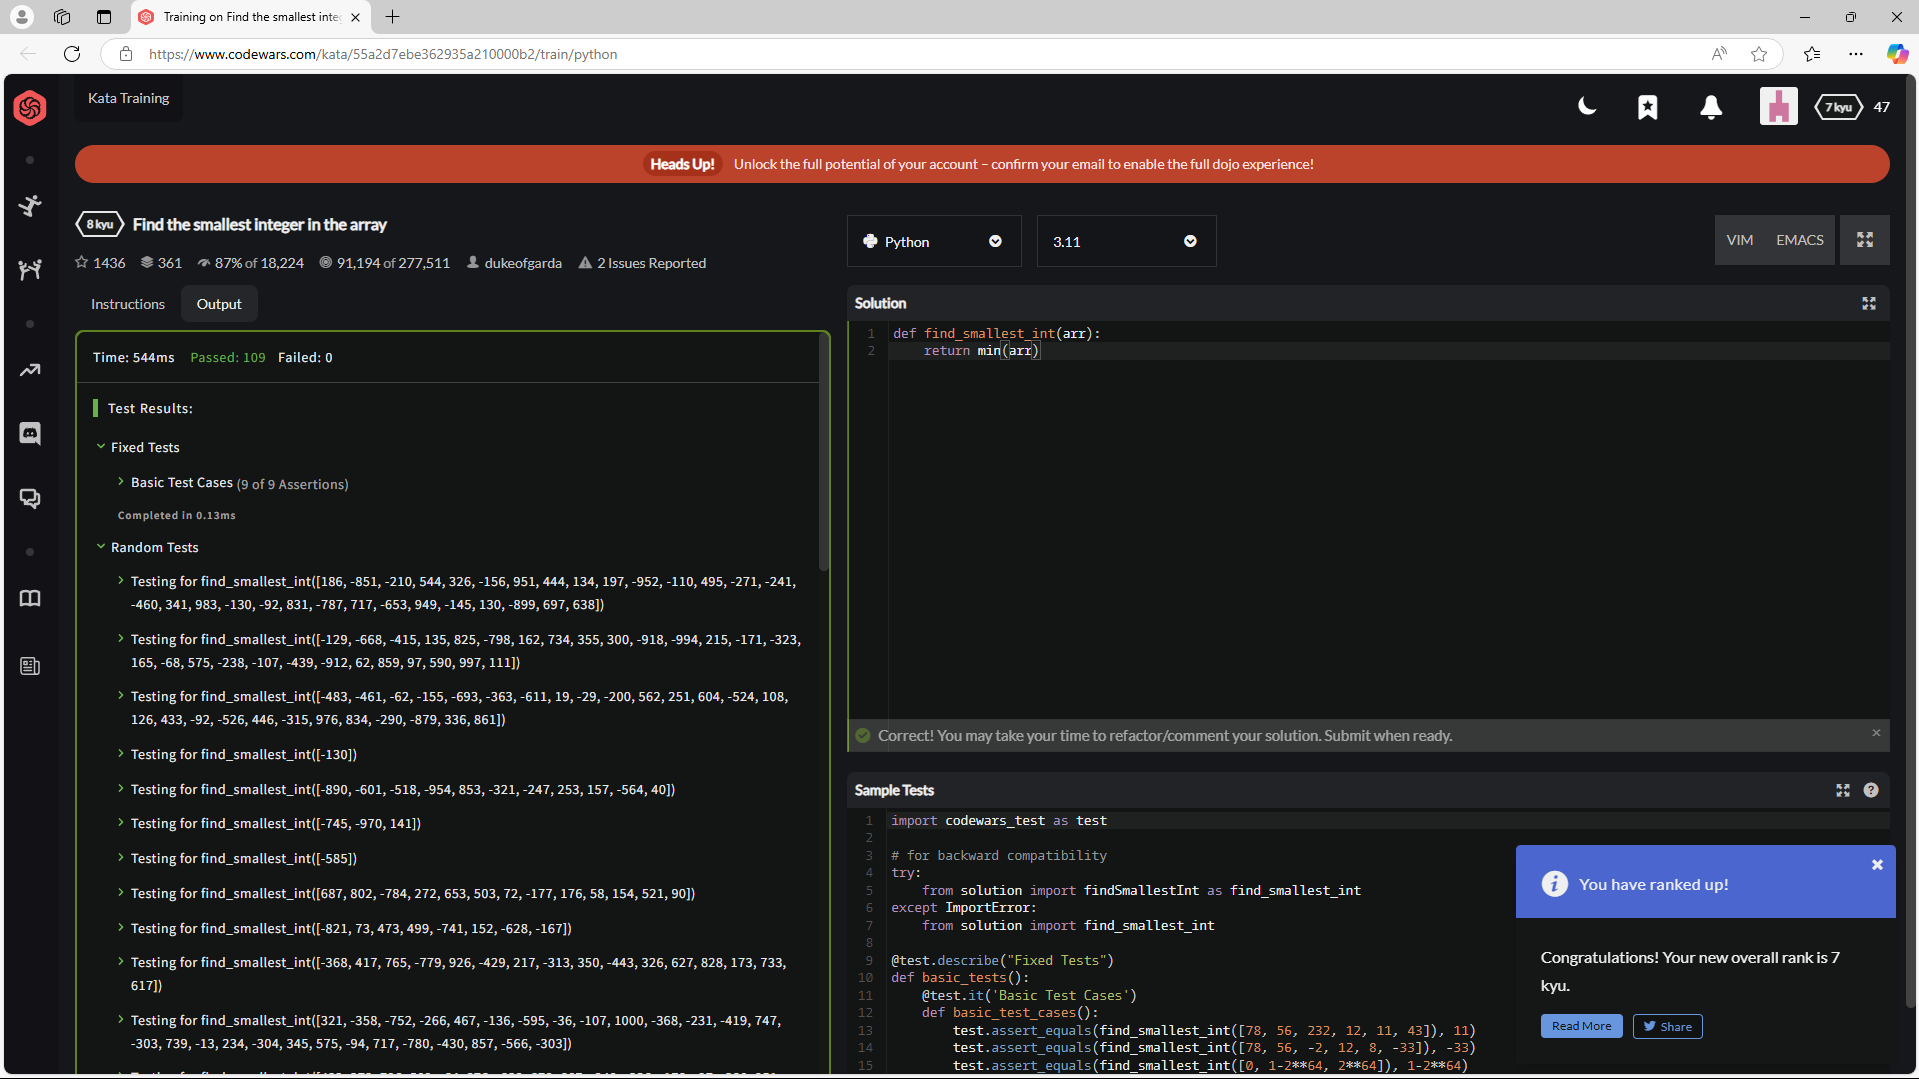 Training on Find the smallest inte
https://www.codewars.com/kata/55a2d7ebe362935a210000b2/train/python
Kata Training
7 kyu 47
Heads Up! Unlock the full potential of your account – confirm your email to enable the full dojo experience!
8 kyu Find the smallest integer in the array
1436 361 87% of 18,224 91,194 of 277,511 dukeofgarda 2 Issues Reported
Python 3.11 VIM EMACS
Instructions Output
Time: 544ms Passed: 109 Failed: 0
Test Results:
Fixed Tests
Basic Test Cases (9 of 9 Assertions)
Completed in 0.13ms
Random Tests
Testing for find_smallest_int([186, -851, -210, 544, 326, -156, 951, 444, 134, 197, -952, -110, 495, -271, -241,
-460, 341, 983, -130, -92, 831, -787, 717, -653, 949, -145, 130, -899, 697, 638])
Testing for find_smallest_int([-129, -668, -415, 135, 825, -798, 162, 734, 355, 300, -918, -994, 215, -171, -323,
165, -68, 575, -238, -107, -439, -912, 62, 859, 97, 590, 997, 111])
Testing for find_smallest_int([-483, -461, -62, -155, -693, -363, -611, 19, -29, -200, 562, 251, 604, -524, 108,
126, 433, -92, -526, 446, -315, 976, 834, -290, -879, 336, 861])
Testing for find_smallest_int([-130])
Testing for find_smallest_int([-890, -601, -518, -954, 853, -321, -247, 253, 157, -564, 40])
Testing for find_smallest_int([-745, -970, 141])
Testing for find_smallest_int([-585])
Testing for find_smallest_int([687, 802, -784, 272, 653, 503, 72, -177, 176, 58, 154, 521, 90])
Testing for find_smallest_int([-821, 73, 473, 499, -741, 152, -628, -167])
Testing for find_smallest_int([-368, 417, 765, -779, 926, -429, 217, -313, 350, -443, 326, 627, 828, 173, 733,
617])
Testing for find_smallest_int([321, -358, -752, -266, 467, -136, -595, -36, -107, 1000, -368, -231, -419, 747,
-303, 739, -13, 234, -304, 345, 575, -94, 717, -780, -430, 857, -566, -303])
Solution
1 def find_smallest_int(arr):
2 return min(arr)
Correct! You may take your time to refactor/comment your solution. Submit when ready.
Sample Tests
1 import codewars_test as test
2
3 # for backward compatibility
4 try:
5 from solution import findSmallestInt as find_smallest_int
6 except ImportError:
7 from solution import find_smallest_int
8
9 @test.describe("Fixed Tests")
10 def basic_tests():
11 @test.it('Basic Test Cases')
12 def basic_test_cases():
13 test.assert_equals(find_smallest_int([78, 56, 232, 12, 11, 43]), 11)
14 test.assert_equals(find_smallest_int([78, 56, -2, 12, 8, -33]), -33)
15 test.assert_equals(find_smallest_int([0, 1-2**64, 2**64]), 1-2**64)
You have ranked up!
Congratulations! Your new overall rank is 7
kyu.
Read More Share